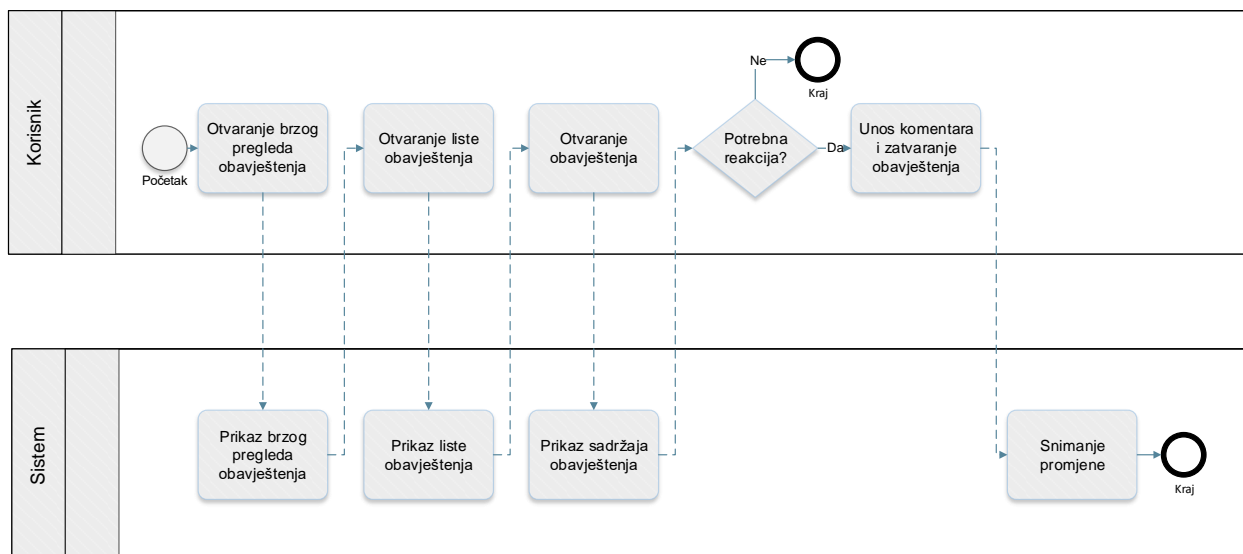 Korisnik
Početak
Otvaranje brzog
pregleda
obavještenja
Otvaranje liste
obavještenja
Otvaranje
obavještenja
Potrebna
reakcija?
Ne
Kraj
Da
Unos komentara
i zatvaranje
obavještenja
Sistem
Prikaz brzog
pregleda
obavještenja
Prikaz liste
obavještenja
Prikaz sadržaja
obavještenja
Snimanje
promjene
Kraj